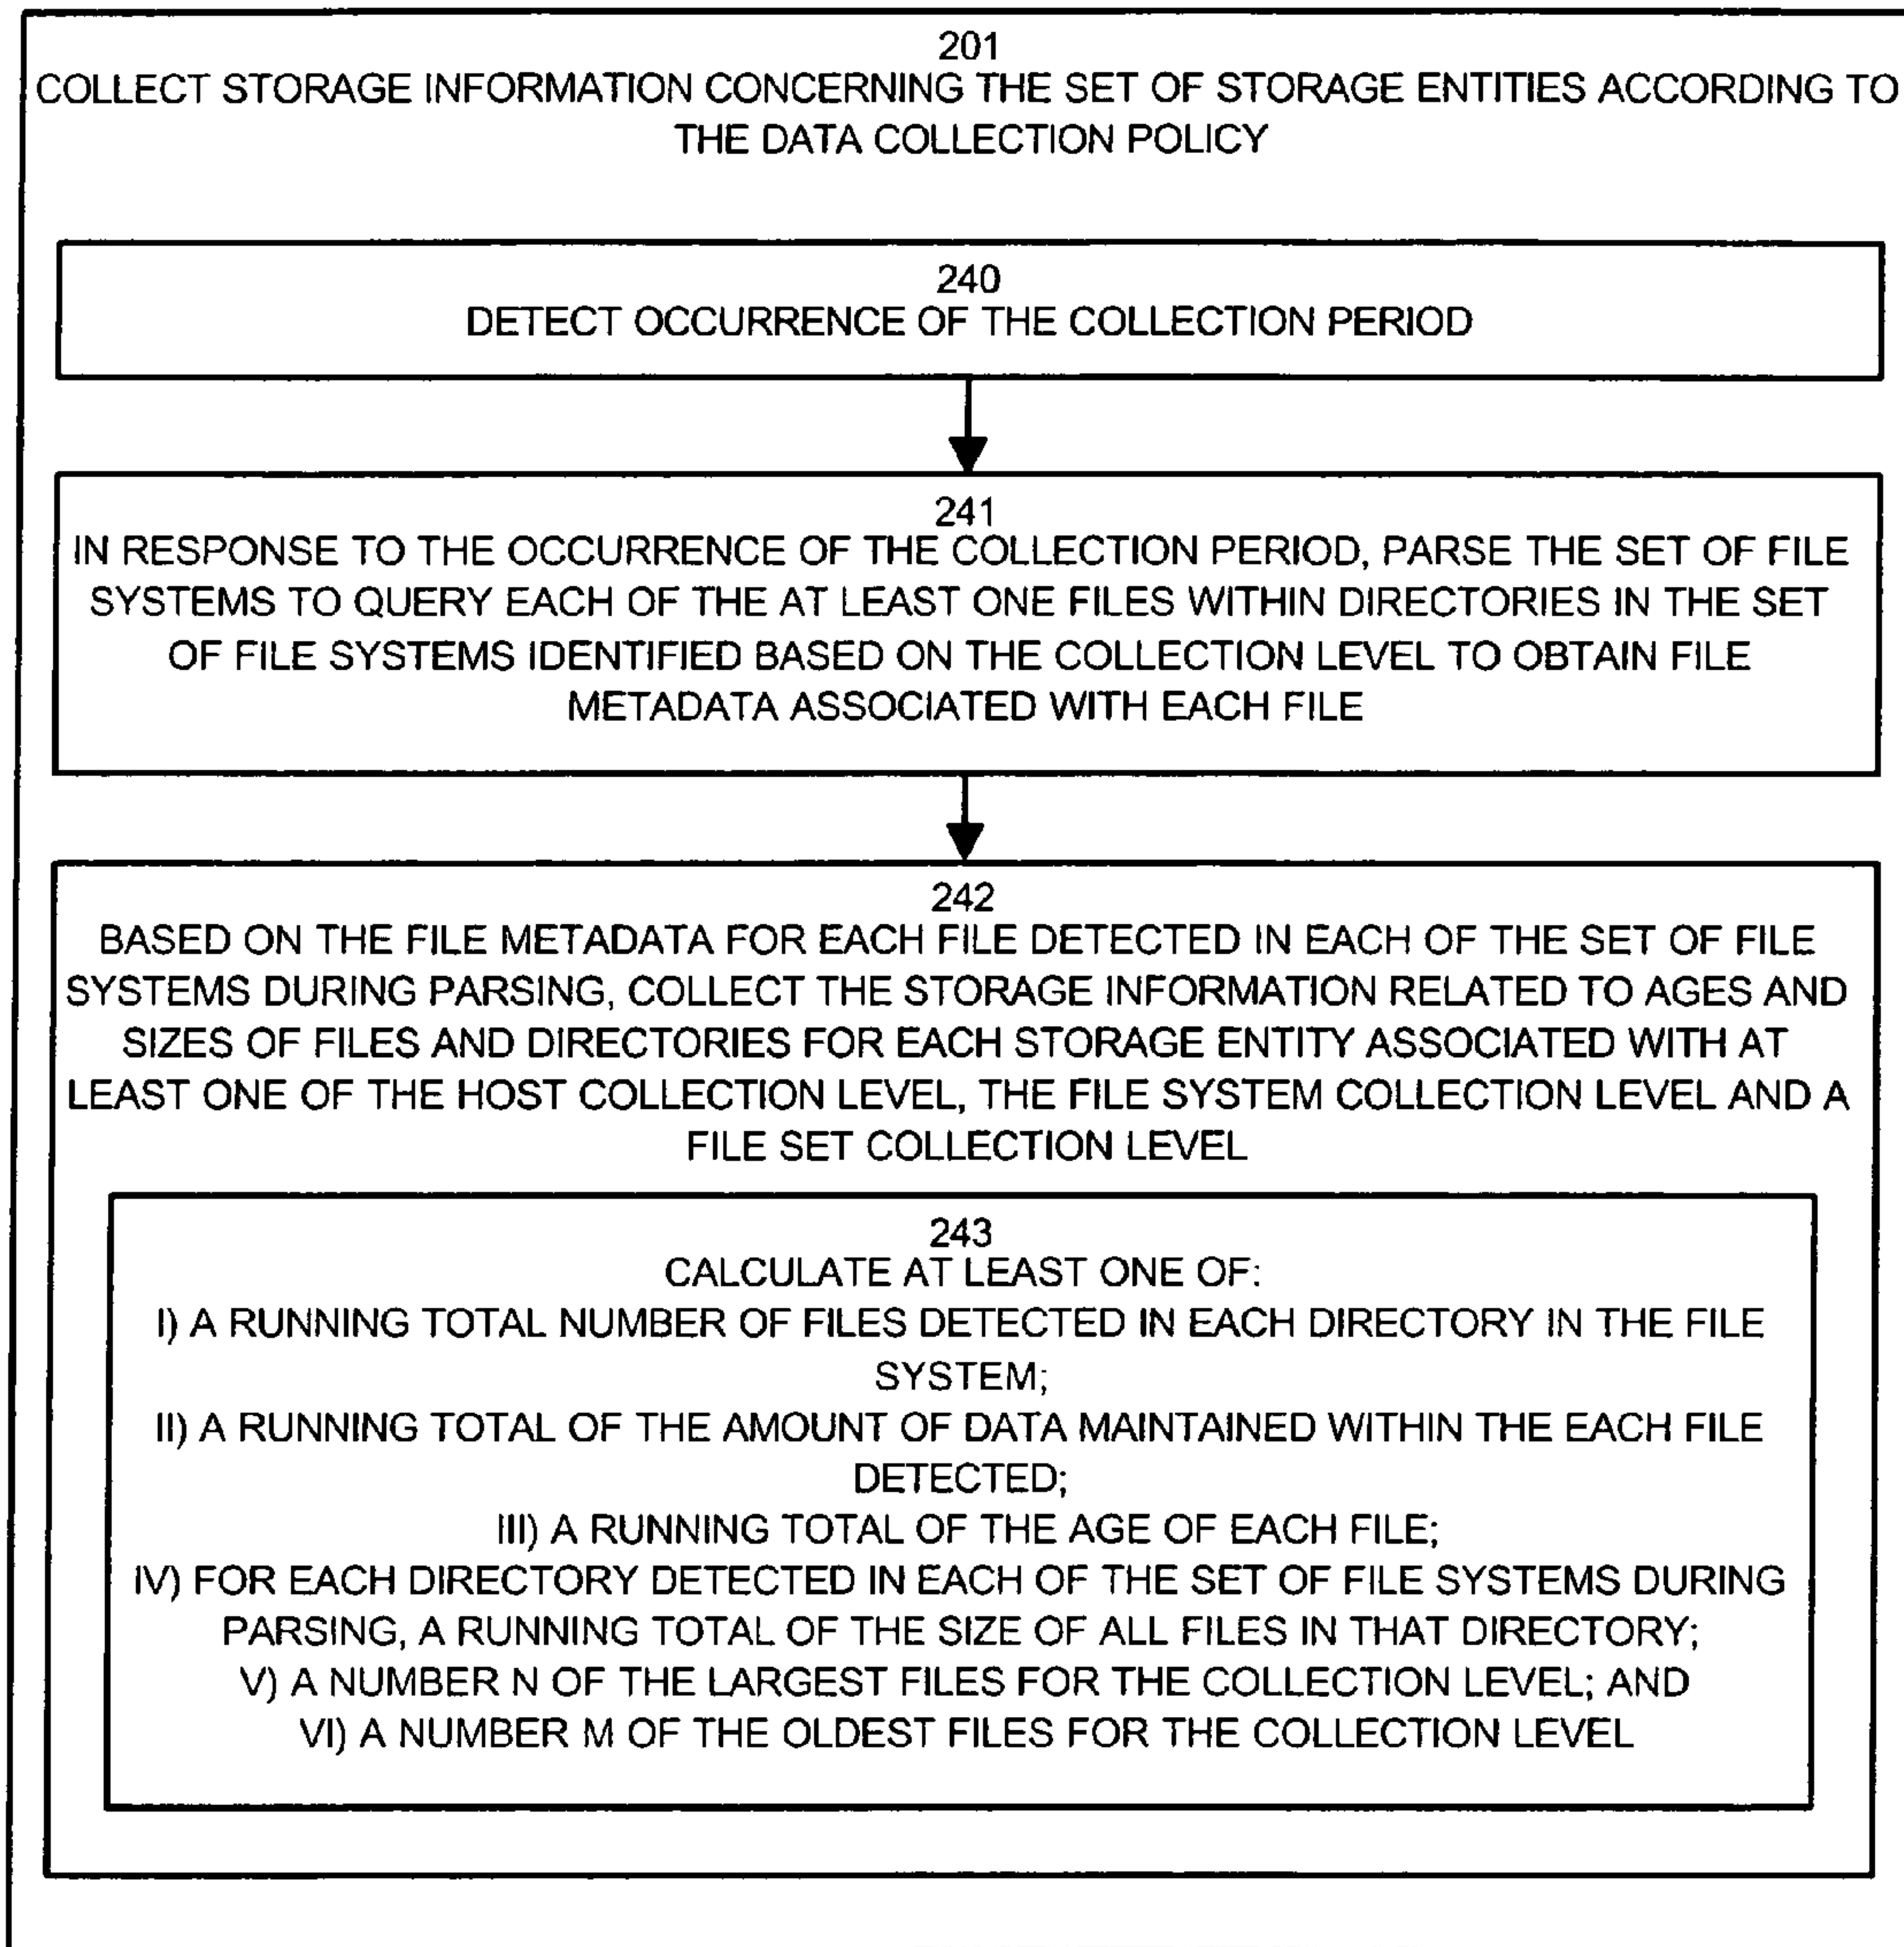 201
COLLECT STORAGE INFORMATION CONCERNING THE SET OF STORAGE ENTITIES ACCORDING TO
THE DATA COLLECTION POLICY
240
DETECT OCCURRENCE OF THE COLLECTION PERIOD
241
IN RESPONSE TO THE OCCURRENCE OF THE COLLECTION PERIOD, PARSE THE SET OF FILE
SYSTEMS TO QUERY EACH OF THE AT LEAST ONE FILES WITHIN DIRECTORIES IN THE SET
OF FILE SYSTEMS IDENTIFIED BASED ON THE COLLECTION LEVEL TO OBTAIN FILE
METADATA ASSOCIATED WITH EACH FILE
242
BASED ON THE FILE METADATA FOR EACH FILE DETECTED IN EACH OF THE SET OF FILE
SYSTEMS DURING PARSING, COLLECT THE STORAGE INFORMATION RELATED TO AGES AND
SIZES OF FILES AND DIRECTORIES FOR EACH STORAGE ENTITY ASSOCIATED WITH AT
LEAST ONE OF THE HOST COLLECTION LEVEL, THE FILE SYSTEM COLLECTION LEVEL AND A
FILE SET COLLECTION LEVEL
243
CALCULATE AT LEAST ONE OF:
I) A RUNNING TOTAL NUMBER OF FILES DETECTED IN EACH DIRECTORY IN THE FILE
SYSTEM;
II) A RUNNING TOTAL OF THE AMOUNT OF DATA MAINTAINED WITHIN THE EACH FILE
DETECTED;
III) A RUNNING TOTAL OF THE AGE OF EACH FILE;
IV) FOR EACH DIRECTORY DETECTED IN EACH OF THE SET OF FILE SYSTEMS DURING
PARSING, A RUNNING TOTAL OF THE SIZE OF ALL FILES IN THAT DIRECTORY;
V) A NUMBER N OF THE LARGEST FILES FOR THE COLLECTION LEVEL; AND
VI) A NUMBER M OF THE OLDEST FILES FOR THE COLLECTION LEVEL